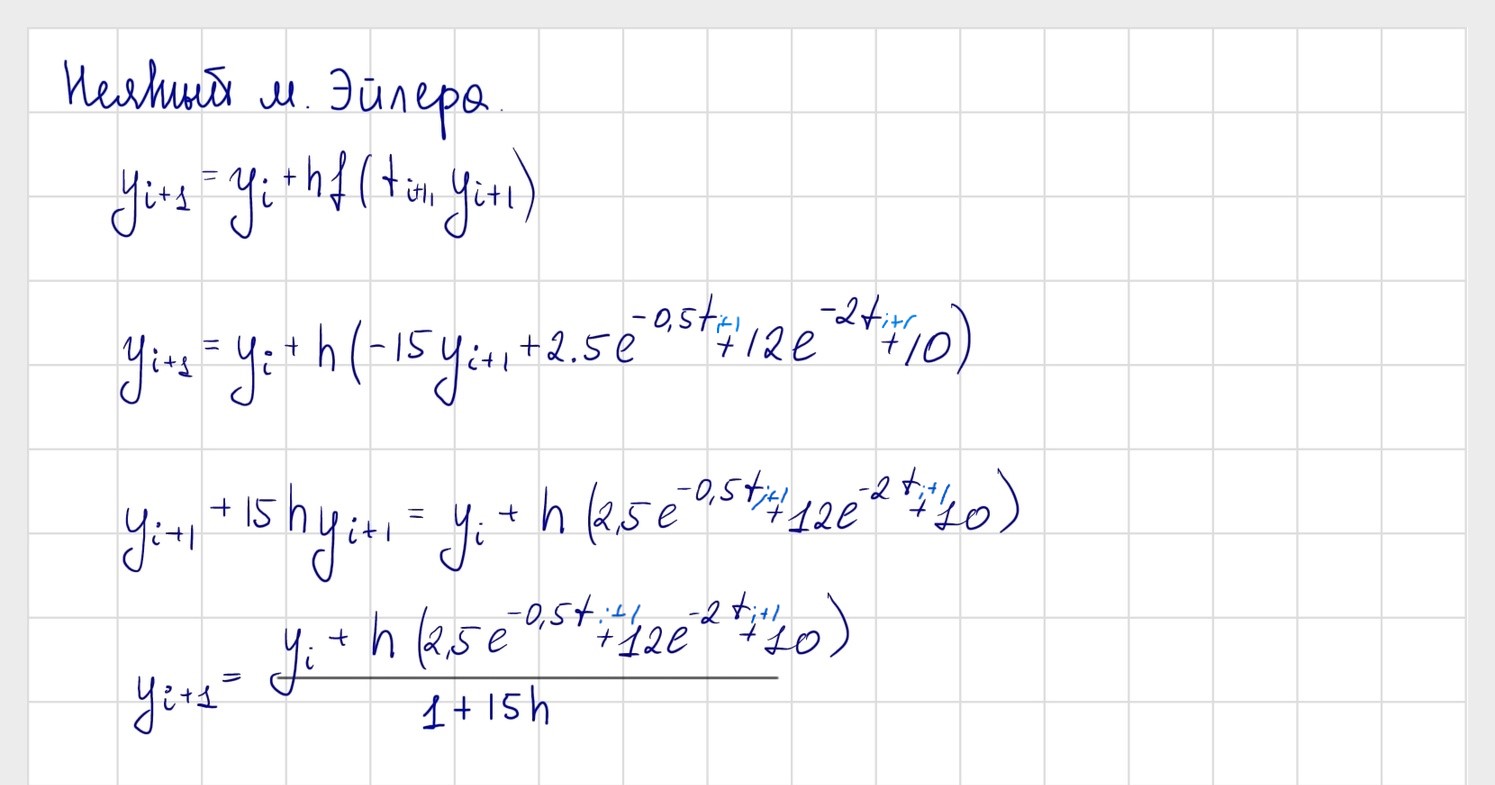 Неявный м. Эйлера.
y_{i+1} = y_i + hf(t_{i+1}, y_{i+1})
y_{i+1} = y_i + h(-15y_{i+1} + 2.5e^{-0,5t_{i+1}} + 12e^{-2t_{i+1}} + 10)
y_{i+1} + 15hy_{i+1} = y_i + h(2,5e^{-0,5t_{i+1}} + 12e^{-2t_{i+1}} + 10)
y_{i+1} = \frac{y_i + h(2,5e^{-0,5t_{i+1}} + 12e^{-2t_{i+1}} + 10)}{1 + 15h}